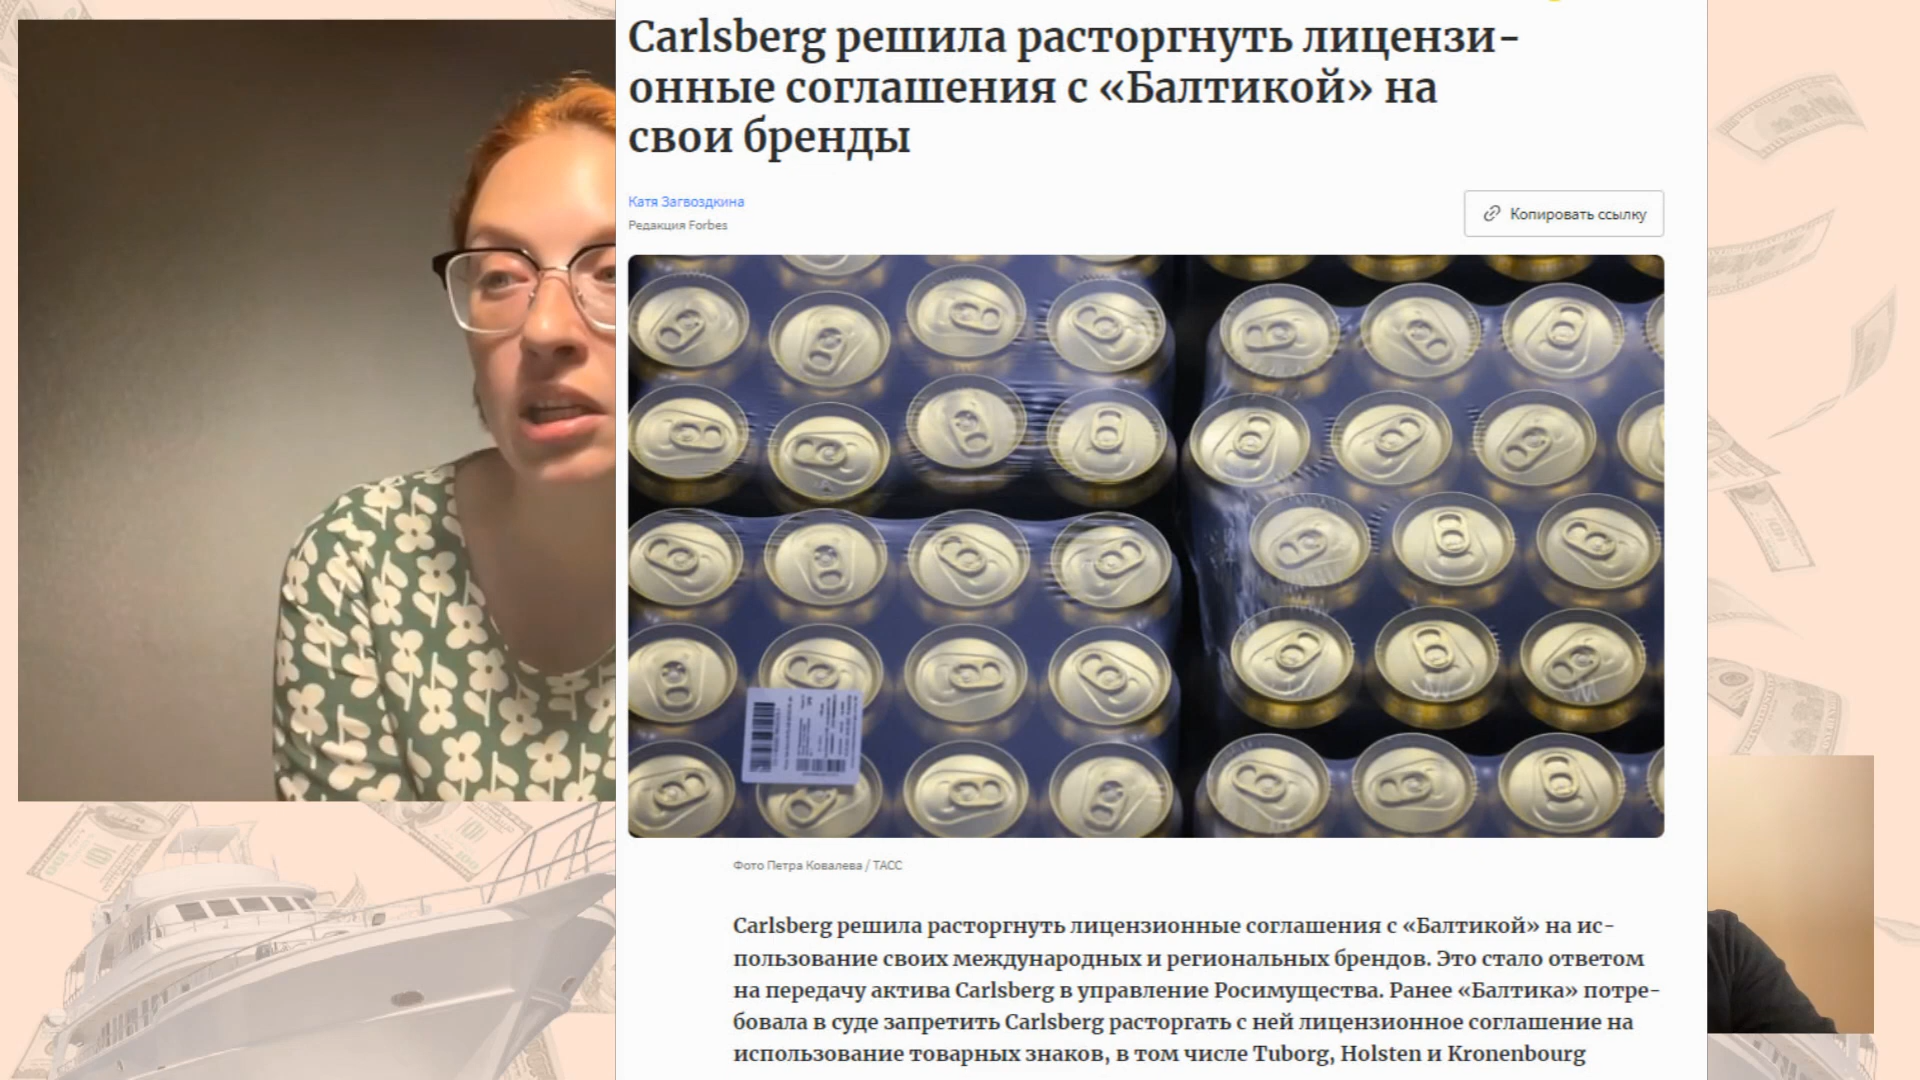 Carlsberg решила расторгнуть лицензи-
онные соглашения с «Балтикой» на
свои бренды
Катя Загвоздкина
Редакция Forbes
Копировать ссылку
Фото Петра Ковалева / ТАСС
Carlsberg решила расторгнуть лицензионные соглашения с «Балтикой» на ис-
пользование своих международных и региональных брендов. Это стало ответом
на передачу актива Carlsberg в управление Росимущества. Ранее «Балтика» потре-
бовала в суде запретить Carlsberg расторгать с ней лицензионное соглашение на
использование товарных знаков, в том числе Tuborg, Holsten и Kronenbourg